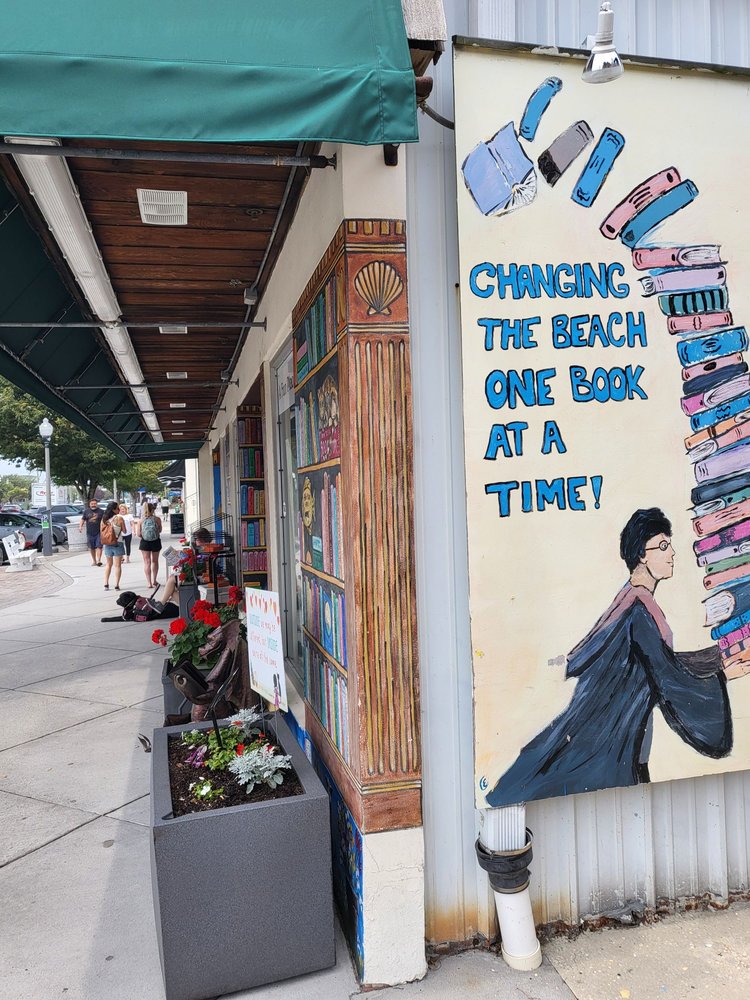 CHANGING
THE BEACH
ONE BOOK
AT A
TIME!